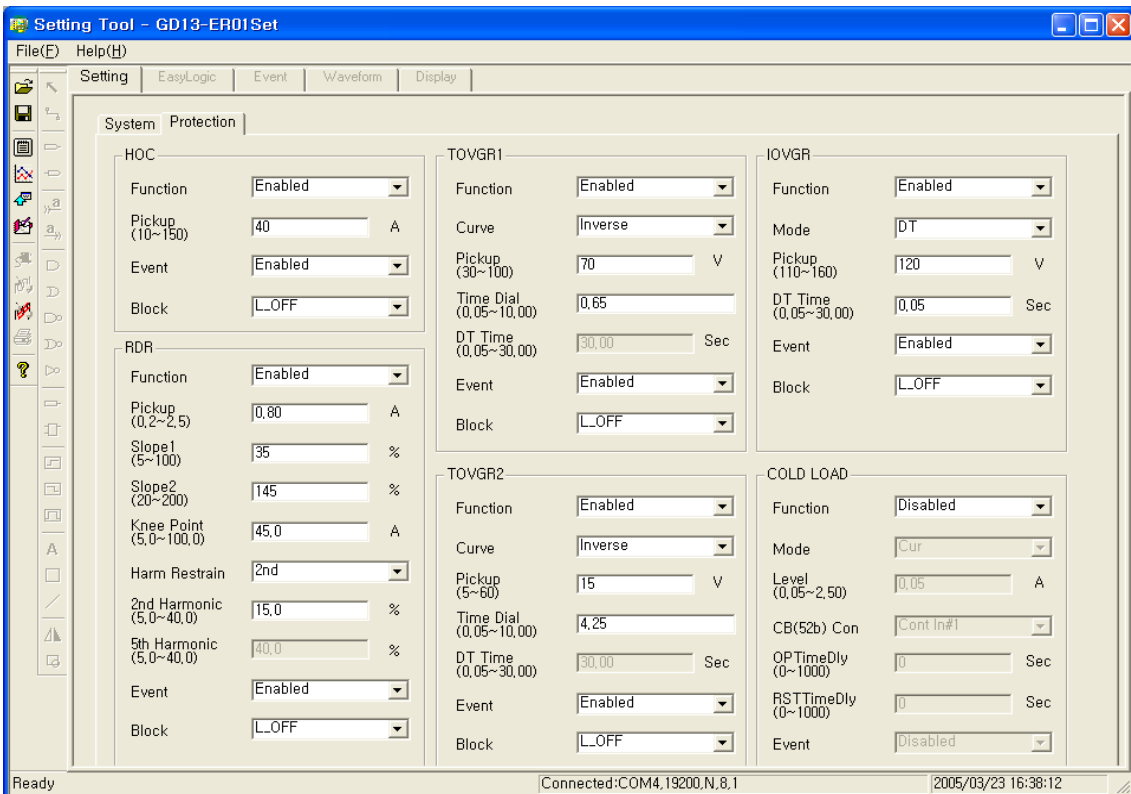 Setting Tool - GD13-ER01Set
File(F) Help(H)
Setting EasyLogic Event Waveform Display
System Protection
HOC
Function Enabled
Pickup
(10~150) 40 A
Event Enabled
Block L_OFF
RDR
Function Enabled
Pickup
(0,2~2,5) 0,80 A
Slope1
(5~100) 35 %
Slope2
(20~200) 145 %
Knee Point
(5,0~100,0) 45,0 A
Harm Restrain 2nd
2nd Harmonic
(5,0~40,0) 15,0 %
5th Harmonic
(5,0~40,0) 40,0 %
Event Enabled
Block L_OFF
TOVGR1
Function Enabled
Curve Inverse
Pickup
(30~100) 70 V
Time Dial
(0,05~10,00) 0,65
DT Time
(0,05~30,00) 30,00 Sec
Event Enabled
Block L_OFF
TOVGR2
Function Enabled
Curve Inverse
Pickup
(5~60) 15 V
Time Dial
(0,05~10,00) 4,25
DT Time
(0,05~30,00) 30,00 Sec
Event Enabled
Block L_OFF
IOVGR
Function Enabled
Mode DT
Pickup
(110~160) 120 V
DT Time
(0,05~30,00) 0,05 Sec
Event Enabled
Block L_OFF
COLD LOAD
Function Disabled
Mode Cur
Level
(0,05~2,50) 0,05 A
CB(52b) Con Cont In#1
OPTimeDly
(0~1000) 0 Sec
RSTTimeDly
(0~1000) 0 Sec
Event Disabled
Ready Connected:COM4,19200,N,8,1 2005/03/23 16:38:12